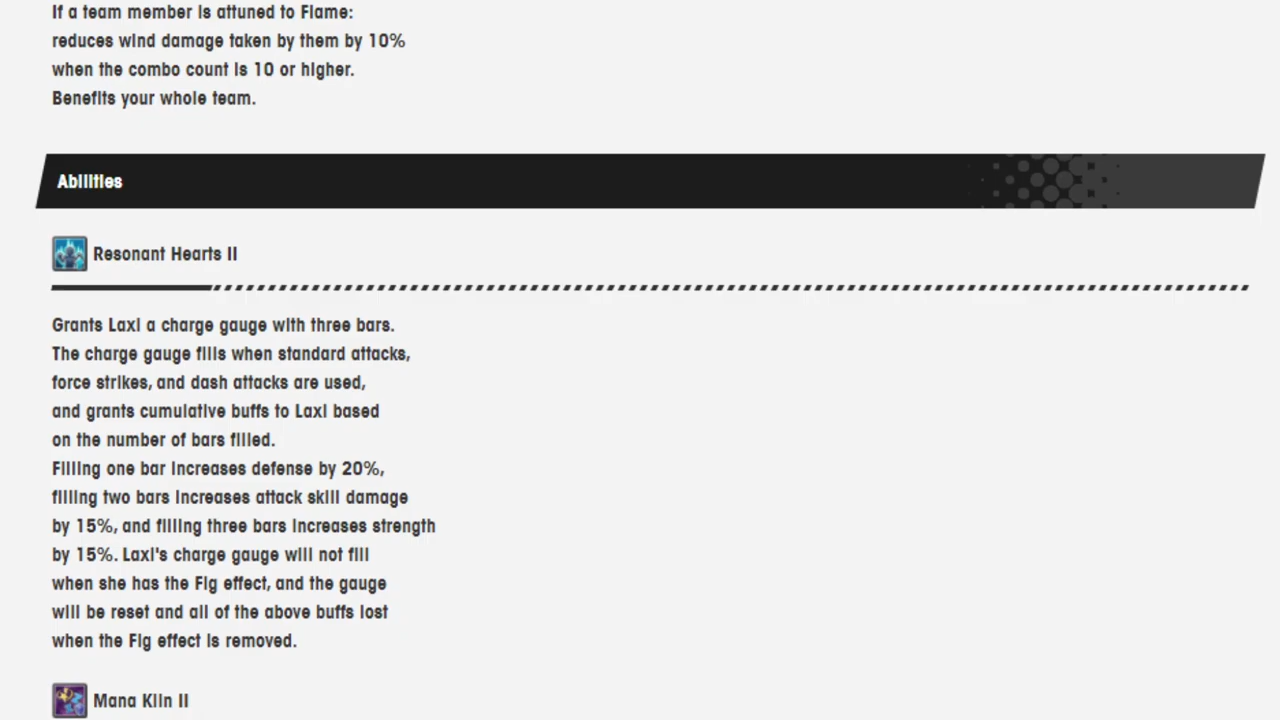 If a team member is attuned to Flame:
reduces wind damage taken by them by 10%
when the combo count is 10 or higher.
Benefits your whole team.
Abilities
Resonant Hearts II
Grants Laxi a charge gauge with three bars.
The charge gauge fills when standard attacks,
force strikes, and dash attacks are used,
and grants cumulative buffs to Laxi based
on the number of bars filled.
Filling one bar increases defense by 20%,
filling two bars increases attack skill damage
by 15%, and filling three bars increases strength
by 15%. Laxi's charge gauge will not fill
when she has the Fig effect, and the gauge
will be reset and all of the above buffs lost
when the Fig effect is removed.
Mana Kiln II